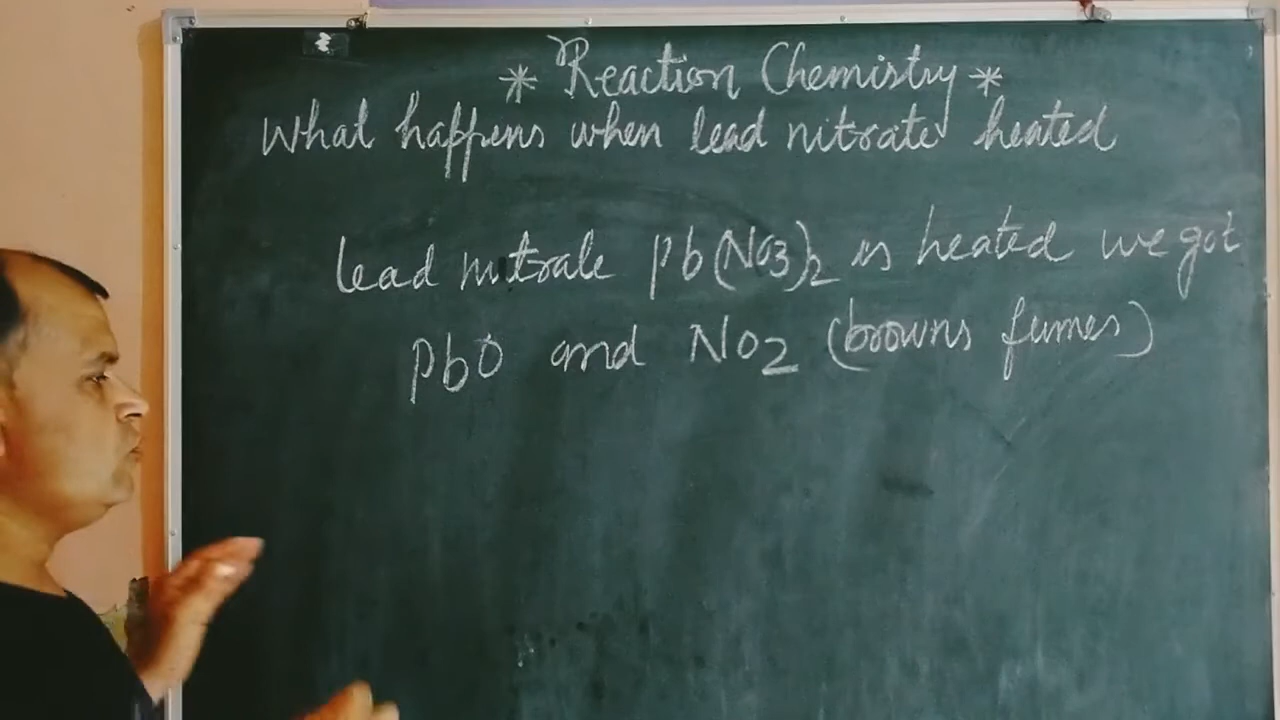 * Reaction Chemistry *
What happens when lead nitrate heated
lead nitrate Pb(NO3)2 is heated we got
PbO and NO2 (browns fumes)